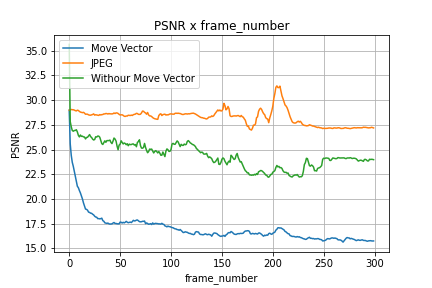 PSNR x frame_number
Move Vector
JPEG
Withour Move Vector
PSNR
35.0
32.5
30.0
27.5
25.0
22.5
20.0
17.5
15.0
0 50 100 150 200 250 300
frame_number